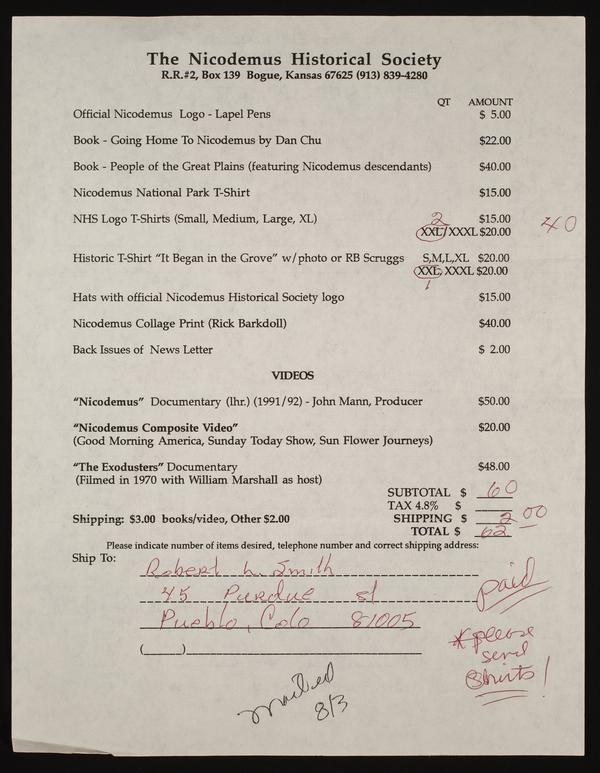 The Nicodemus Historical Society
R.R.#2, Box 139 Bogue, Kansas 67625 (913) 839-4280
QT AMOUNT
Official Nicodemus Logo - Lapel Pens $ 5.00
Book - Going Home To Nicodemus by Dan Chu $22.00
Book - People of the Great Plains (featuring Nicodemus descendants) $40.00
Nicodemus National Park T-Shirt $15.00
NHS Logo T-Shirts (Small, Medium, Large, XL) 2 $15.00
XXL/XXXL $20.00 40
Historic T-Shirt "It Began in the Grove" w/photo or RB Scruggs S,M,L,XL $20.00
XXL, XXXL $20.00
1
Hats with official Nicodemus Historical Society logo $15.00
Nicodemus Collage Print (Rick Barkdoll) $40.00
Back Issues of News Letter $ 2.00
VIDEOS
"Nicodemus" Documentary (lhr.) (1991/92) - John Mann, Producer $50.00
"Nicodemus Composite Video" $20.00
(Good Morning America, Sunday Today Show, Sun Flower Journeys)
"The Exodusters" Documentary $48.00
(Filmed in 1970 with William Marshall as host)
SUBTOTAL $ 60
TAX 4.8% $
Shipping: $3.00 books/video, Other $2.00 SHIPPING $ 2 00
TOTAL $ 62
Please indicate number of items desired, telephone number and correct shipping address:
Ship To: Robert L. Smith
45 Purdue st
Pueblo, Colo 81005
( )
paid
*please
send
Shirts!
mailed
8/3